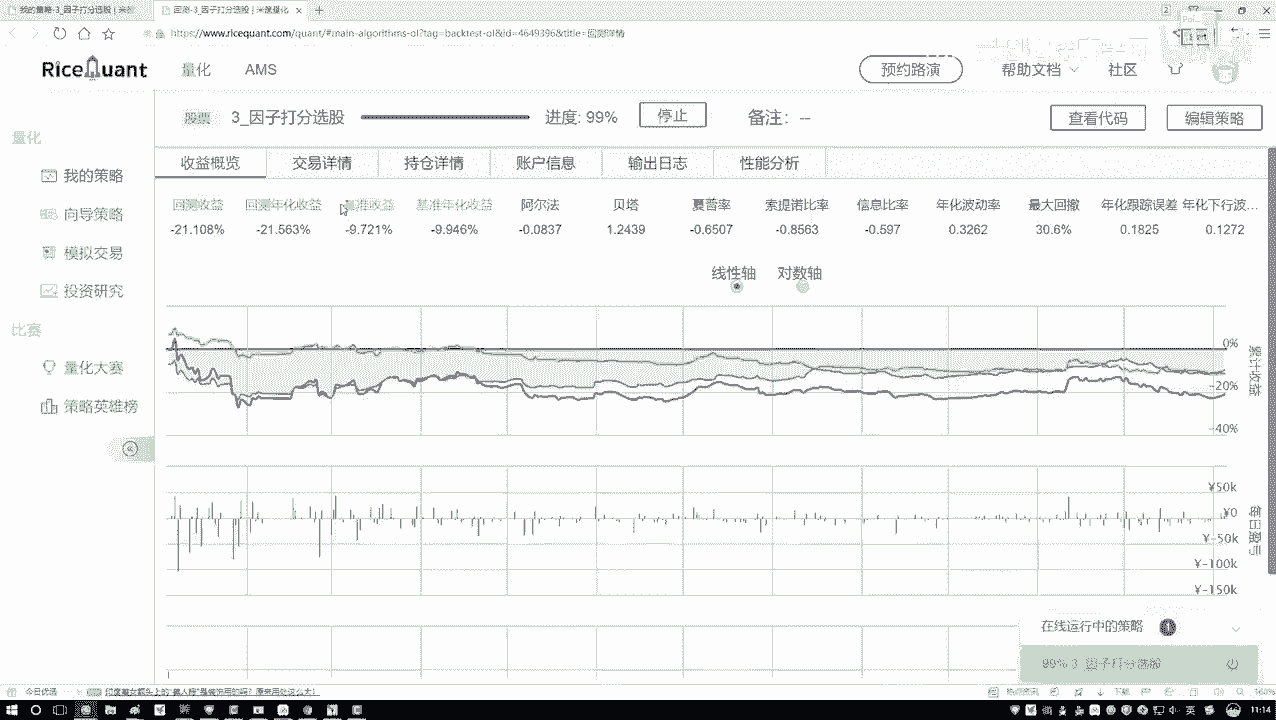 我的策略-3_因子打分选股 | 米筐
回测-3_因子打分选股 | 米筐量化
https://www.ricequant.com/quant/#main-algorithms-ol?tag=backtest-ol&id=4649396&title=回测详情
RiceQuant
量化
AMS
预约路演
帮助文档
社区
股票
3_因子打分选股
进度: 99%
停止
备注: --
查看代码
编辑策略
量化
我的策略
向导策略
模拟交易
投资研究
比赛
量化大赛
策略英雄榜
收益概览
交易详情
持仓详情
账户信息
输出日志
性能分析
回测收益 回测年化收益 基准收益 基准年化收益 阿尔法 贝塔 夏普率 索提诺比率 信息比率 年化波动率 最大回撤 年化跟踪误差 年化下行波...
-21.108% -21.563% -9.721% -9.946% -0.0837 1.2439 -0.6507 -0.8563 -0.597 0.3262 30.6% 0.1825 0.1272
线性轴
对数轴
0%
-20%
-40%
累计收益
¥50k
¥0
¥-50k
¥-100k
¥-150k
每日盈亏
在线运行中的策略
99% 3_因子打分选股
今日优选
11:14